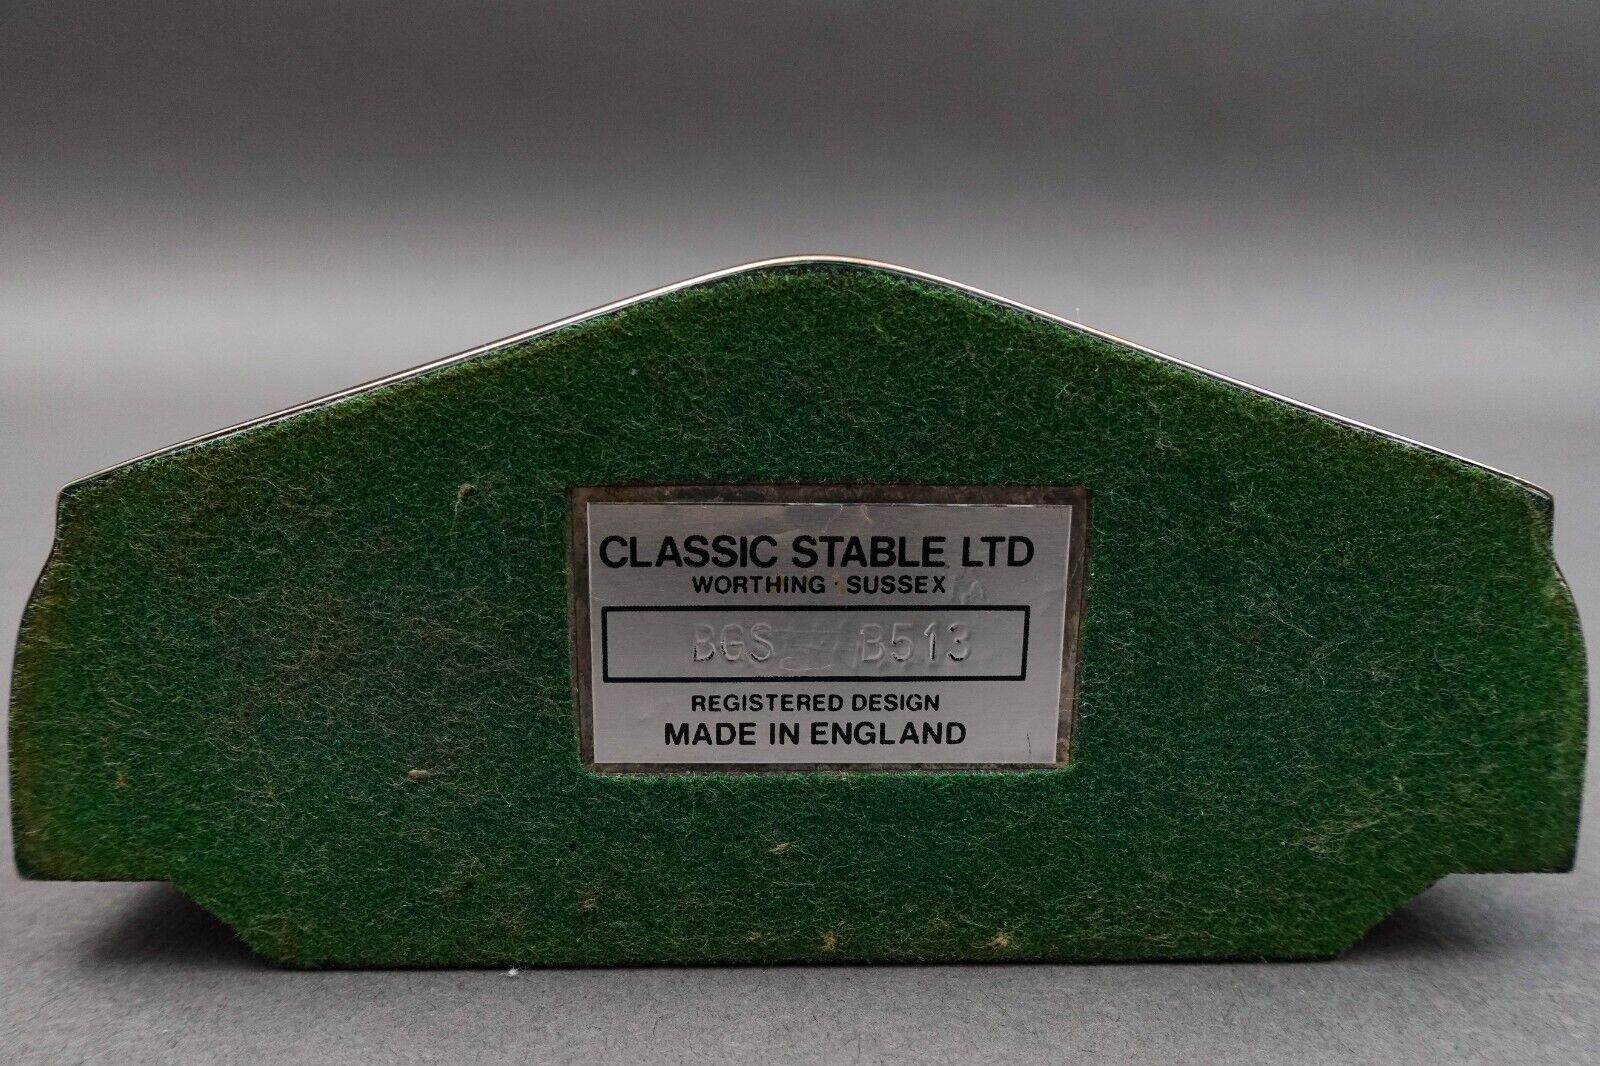 CLASSIC STABLE LTD
WORTHING · SUSSEX
BGS B513
REGISTERED DESIGN
MADE IN ENGLAND